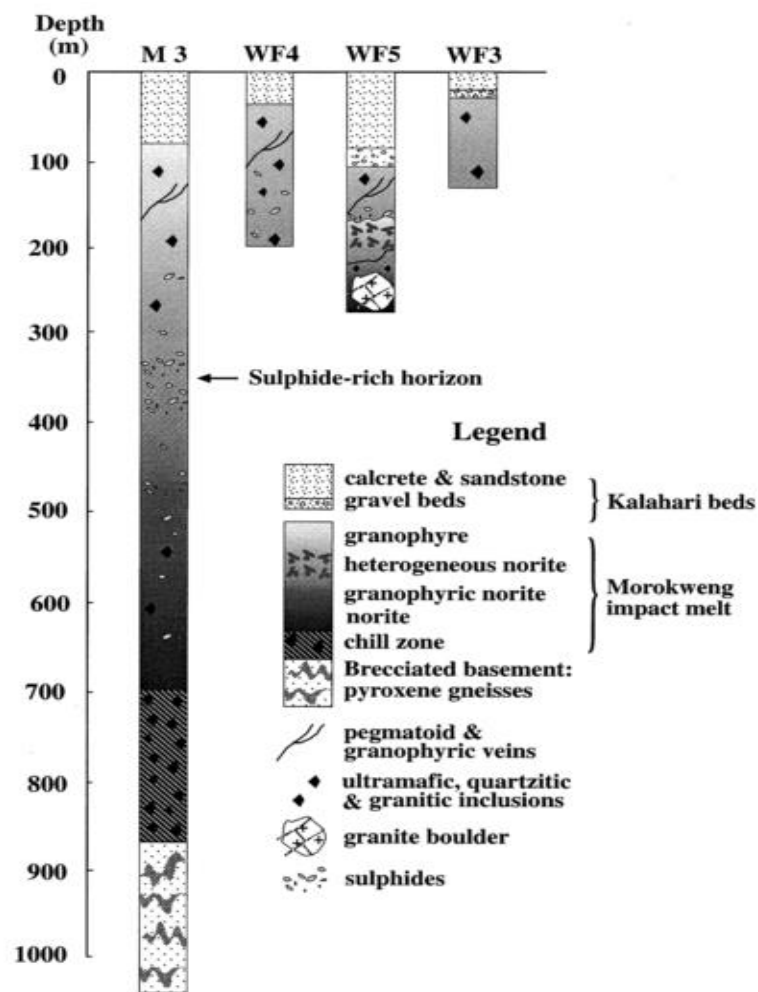 Depth
(m)
M 3 WF4 WF5 WF3
0
100
200
300
400
500
600
700
800
900
1000
Sulphide-rich horizon
Legend
calcrete & sandstone
gravel beds
Kalahari beds
granophyre
heterogeneous norite
granophyric norite
norite
chill zone
Morokweng
impact melt
Brecciated basement:
pyroxene gneisses
pegmatoid &
granophyric veins
ultramafic, quartzitic
& granitic inclusions
granite boulder
sulphides